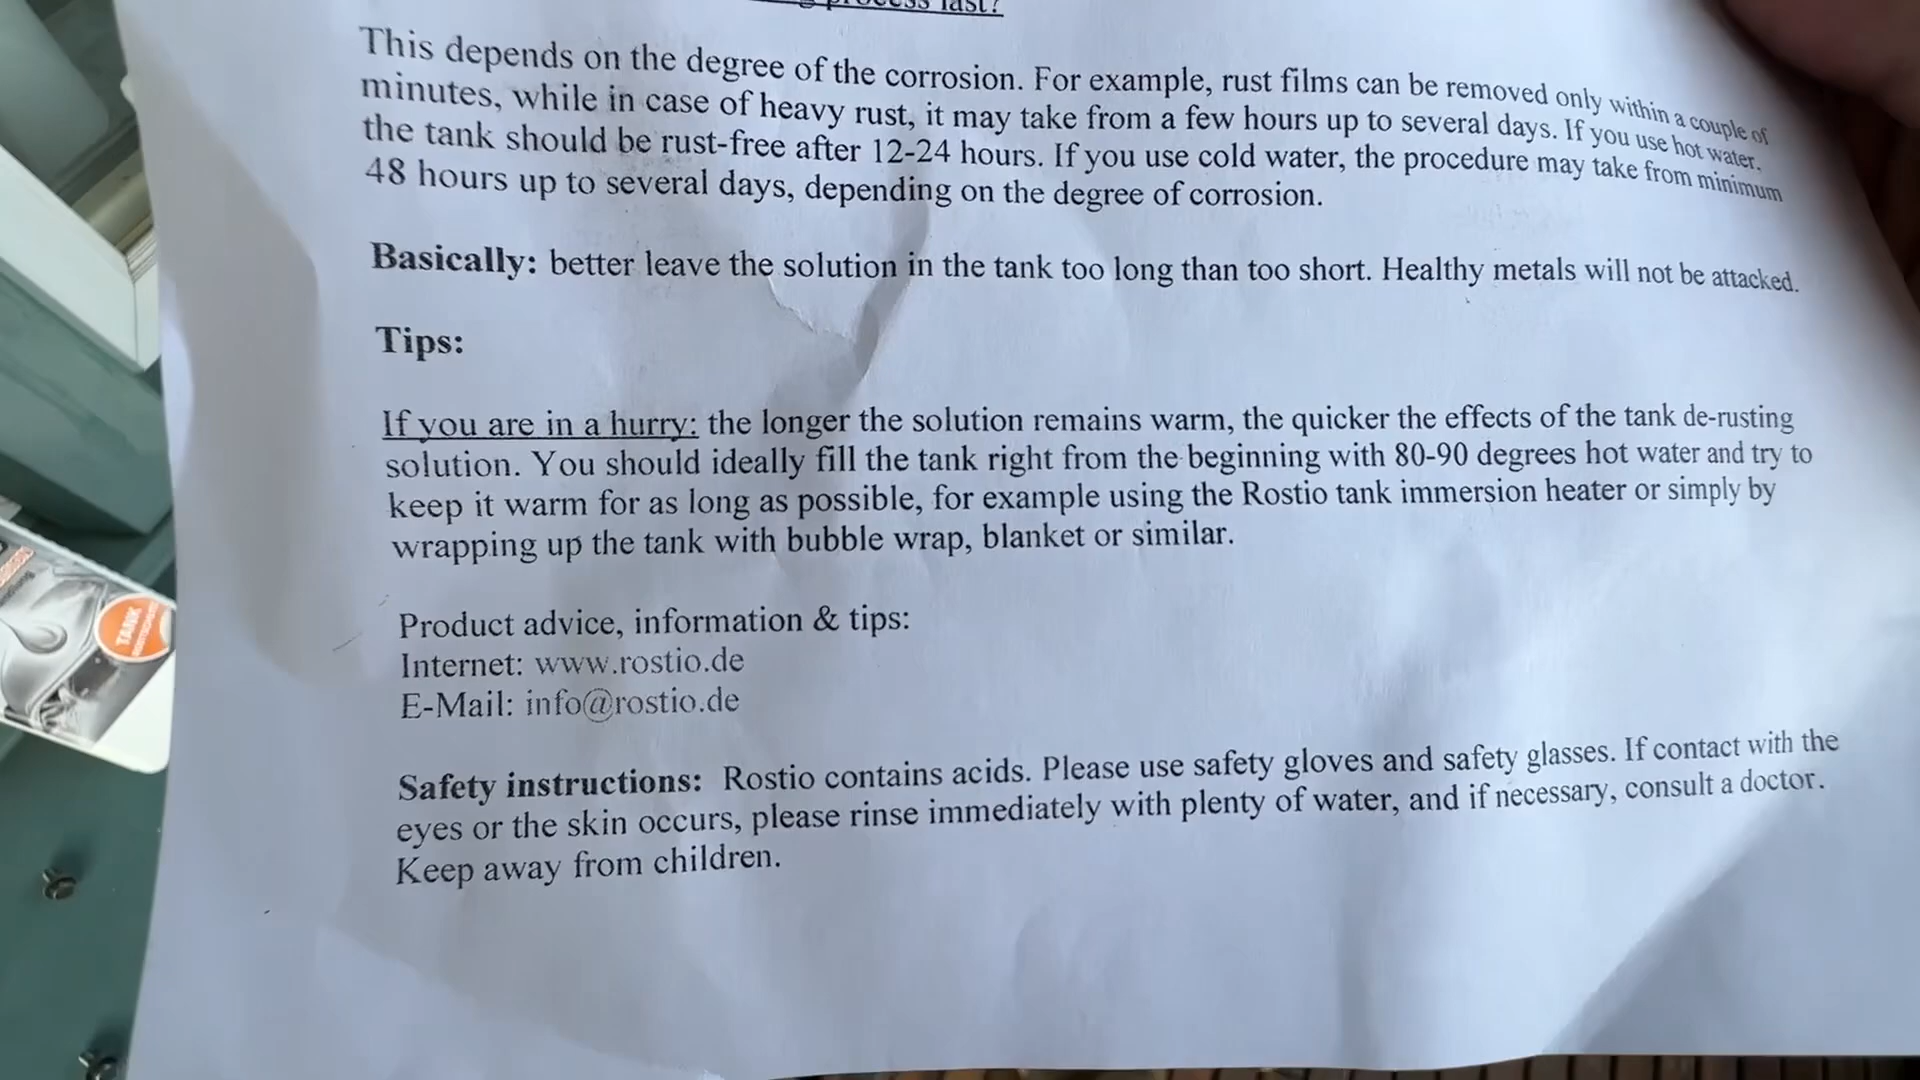 process last?
This depends on the degree of the corrosion. For example, rust films can be removed only within a couple of
minutes, while in case of heavy rust, it may take from a few hours up to several days. If you use hot water,
the tank should be rust-free after 12-24 hours. If you use cold water, the procedure may take from minimum
48 hours up to several days, depending on the degree of corrosion.
Basically: better leave the solution in the tank too long than too short. Healthy metals will not be attacked.
Tips:
If you are in a hurry: the longer the solution remains warm, the quicker the effects of the tank de-rusting
solution. You should ideally fill the tank right from the beginning with 80-90 degrees hot water and try to
keep it warm for as long as possible, for example using the Rostio tank immersion heater or simply by
wrapping up the tank with bubble wrap, blanket or similar.
Product advice, information & tips:
Internet: www.rostio.de
E-Mail: info@rostio.de
Safety instructions: Rostio contains acids. Please use safety gloves and safety glasses. If contact with the
eyes or the skin occurs, please rinse immediately with plenty of water, and if necessary, consult a doctor.
Keep away from children.
TANK